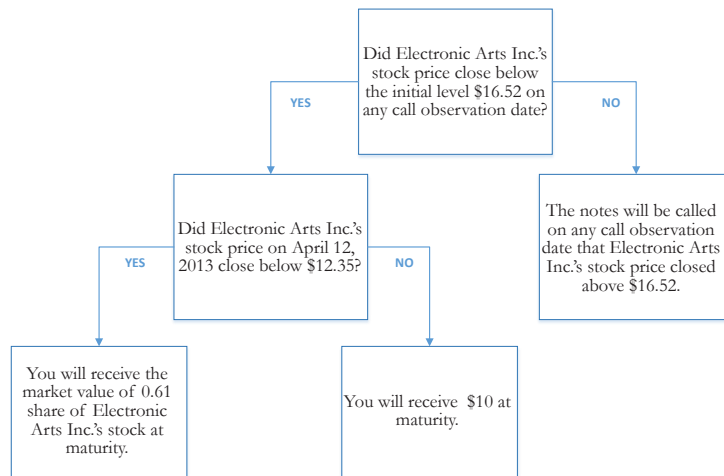 Did Electronic Arts Inc.'s
stock price close below
the initial level $16.52 on
any call observation date?
YES
NO
Did Electronic Arts Inc.'s
stock price on April 12,
2013 close below $12.35?
The notes will be called
on any call observation
date that Electronic Arts
Inc.'s stock price closed
above $16.52.
YES
NO
You will receive the
market value of 0.61
share of Electronic
Arts Inc.'s stock at
maturity.
You will receive $10 at
maturity.